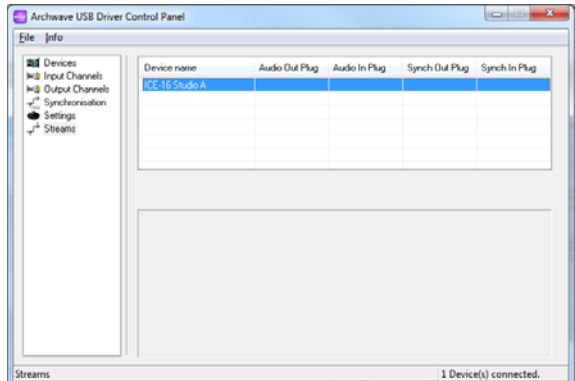 Archwave USB Driver Control Panel
File Info
Devices
Input Channels
Output Channels
Synchronisation
Settings
Streams
Device name Audio Out Plug Audio In Plug Synch Out Plug Synch In Plug
ICE-16 Studio A
Streams 1 Device(s) connected.